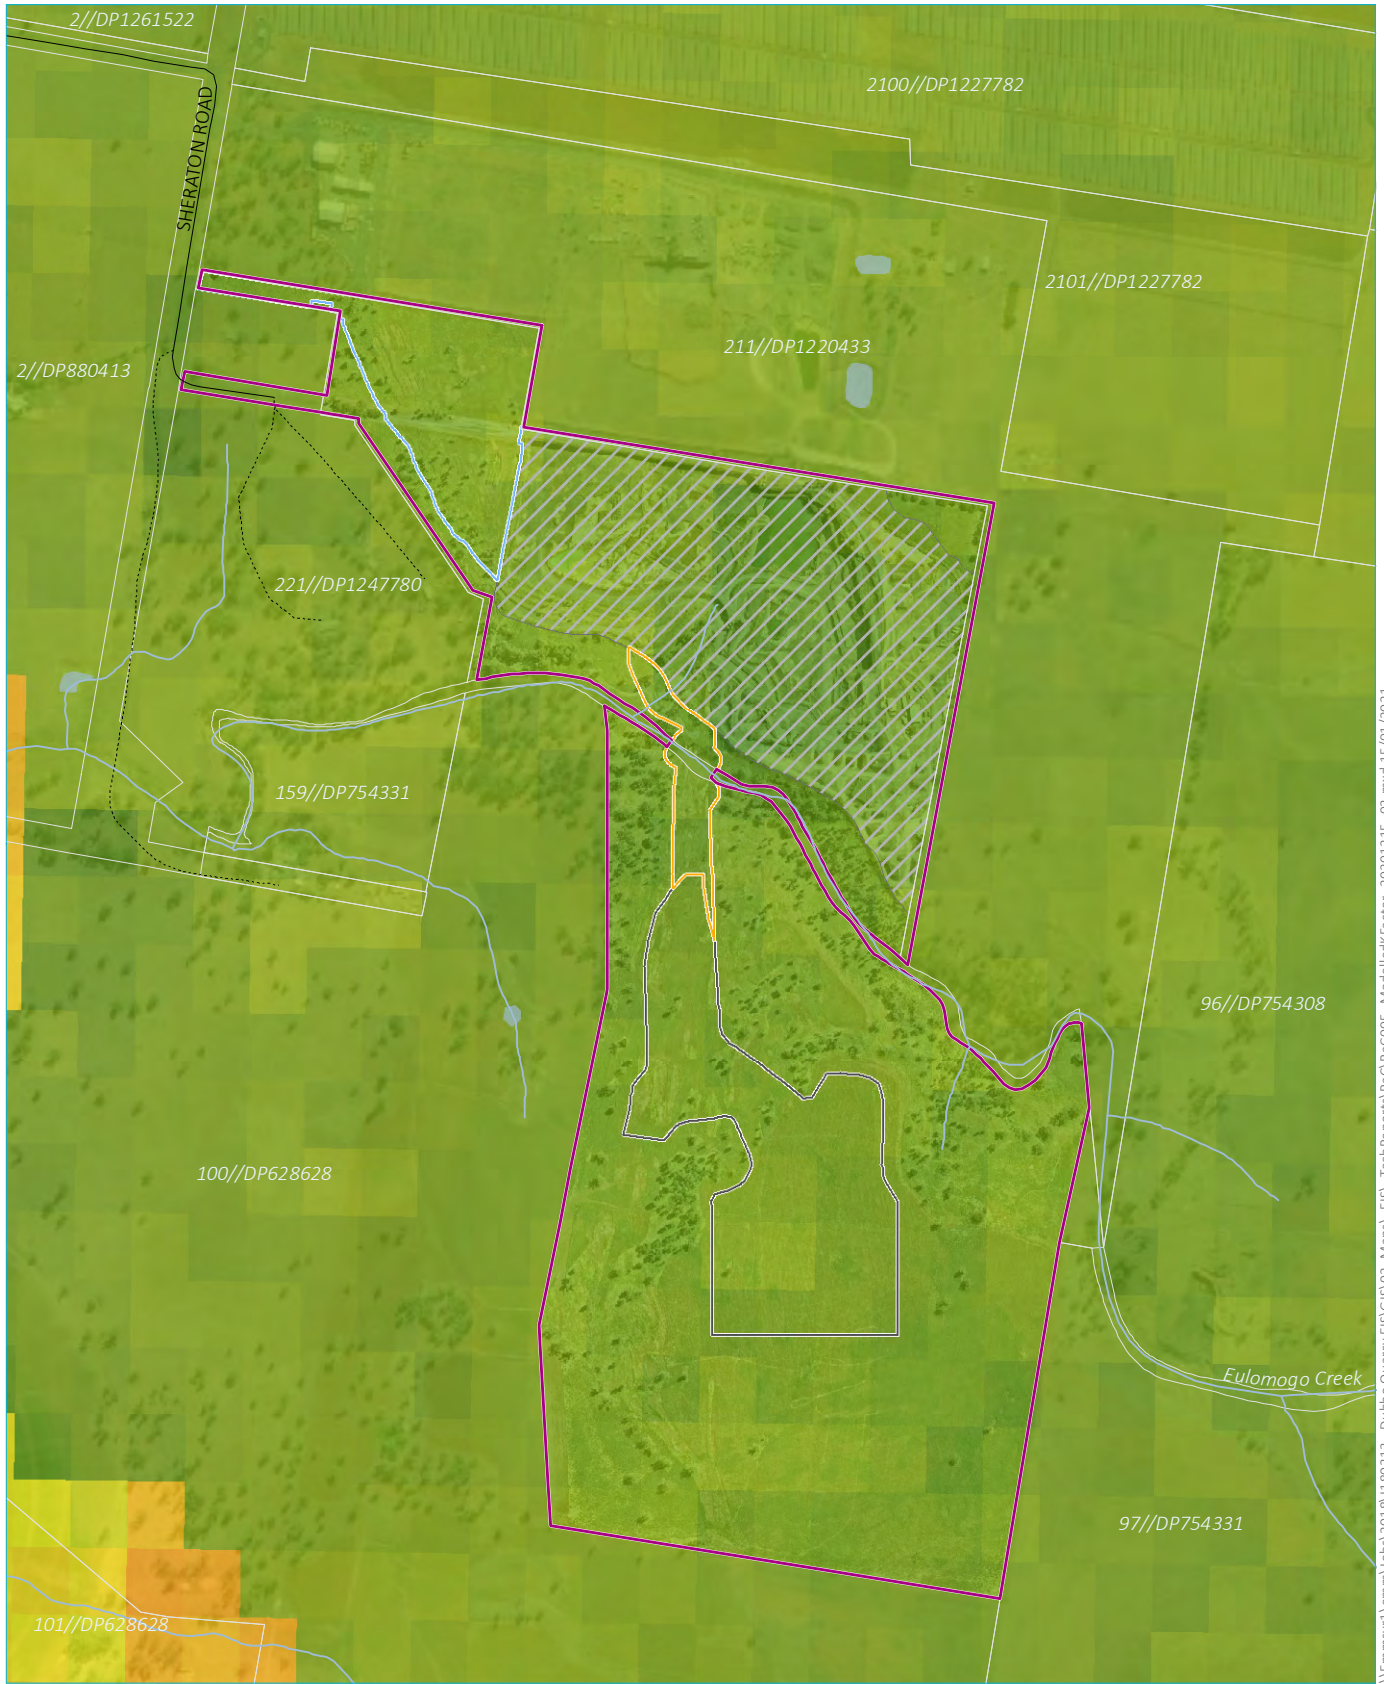 2//DP1261522
2100//DP1227782
SHERATON ROAD
2101//DP1227782
211//DP1220433
2//DP880413
221//DP1247780
159//DP754331
96//DP754308
100//DP628628
Eulomogo Creek
97//DP754331
101//DP628628